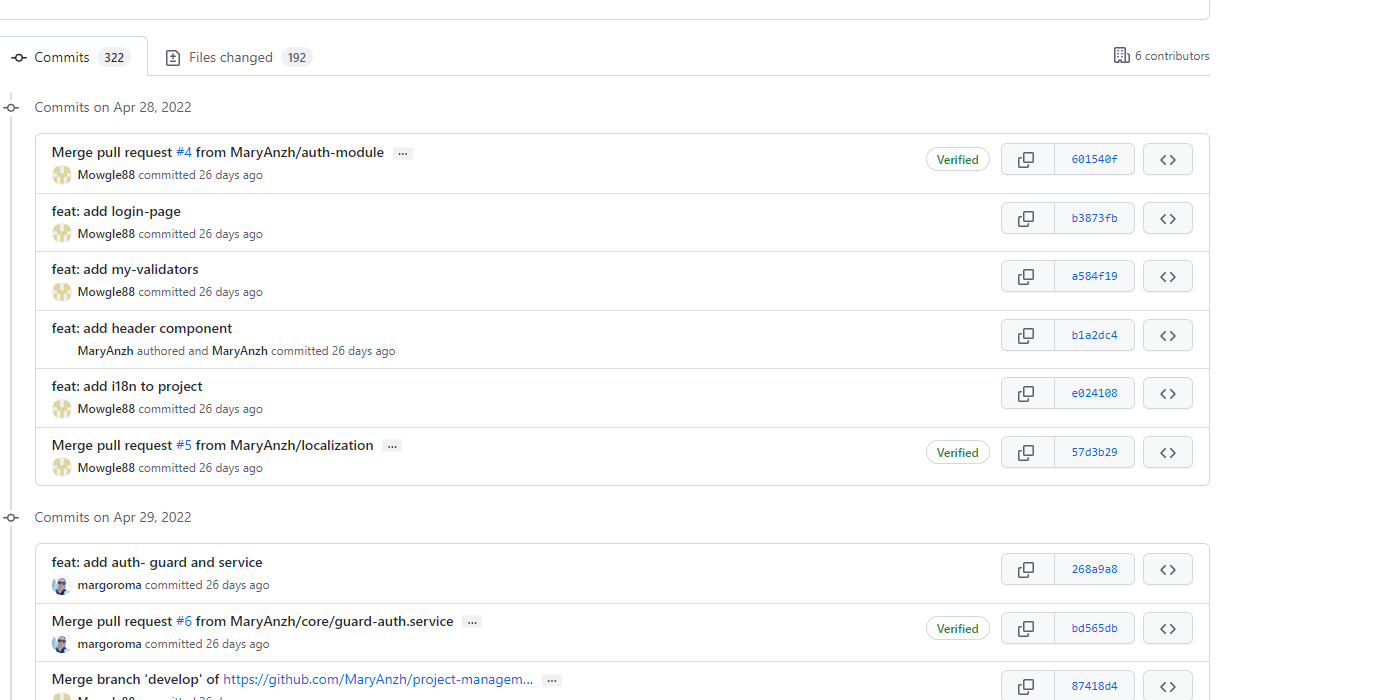 Commits 322 Files changed 192 6 contributors
Commits on Apr 28, 2022
Merge pull request #4 from MaryAnzh/auth-module ...
Verified 601540f
Mowgle88 committed 26 days ago
feat: add login-page
b3873fb
Mowgle88 committed 26 days ago
feat: add my-validators
a584f19
Mowgle88 committed 26 days ago
feat: add header component
b1a2dc4
MaryAnzh authored and MaryAnzh committed 26 days ago
feat: add i18n to project
e024108
Mowgle88 committed 26 days ago
Merge pull request #5 from MaryAnzh/localization ...
Verified 57d3b29
Mowgle88 committed 26 days ago
Commits on Apr 29, 2022
feat: add auth- guard and service
268a9a8
margoroma committed 26 days ago
Merge pull request #6 from MaryAnzh/core/guard-auth.service ...
Verified bd565db
margoroma committed 26 days ago
Merge branch 'develop' of https://github.com/MaryAnzh/project-managem... ...
87418d4